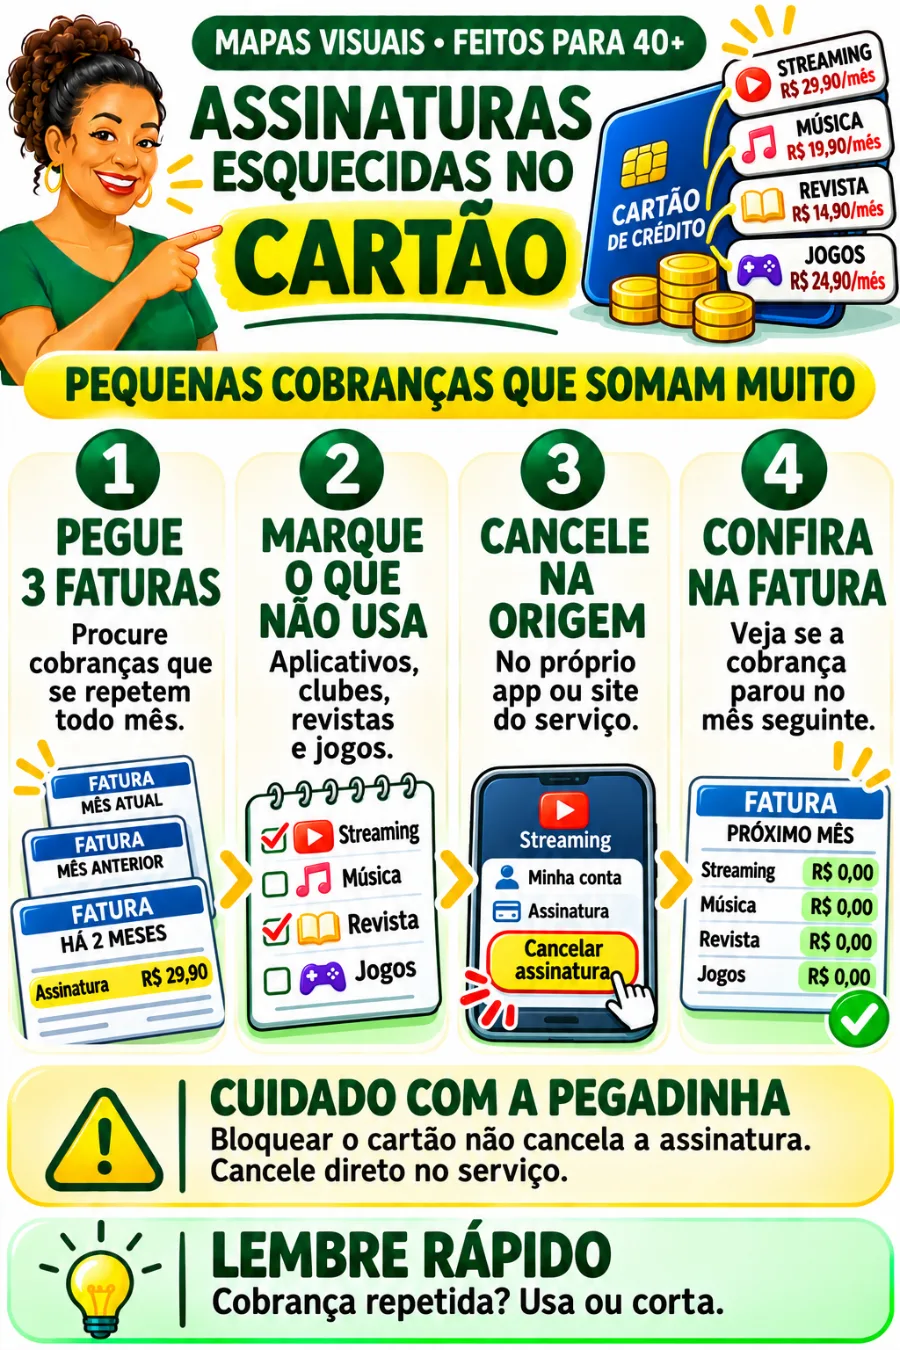 MAPAS VISUAIS • FEITOS PARA 40+
ASSINATURAS
ESQUECIDAS NO
CARTÃO
CARTÃO
DE CRÉDITO
STREAMING
R$ 29,90/mês
MÚSICA
R$ 19,90/mês
REVISTA
R$ 14,90/mês
JOGOS
R$ 24,90/mês
PEQUENAS COBRANÇAS QUE SOMAM MUITO
1
PEGUE
3 FATURAS
Procure
cobranças que
se repetem
todo mês.
FATURA
MÊS ATUAL
FATURA
MÊS ANTERIOR
FATURA
HÁ 2 MESES
Assinatura R$ 29,90
2
MARQUE
O QUE
NÃO USA
Aplicativos,
clubes,
revistas
e jogos.
Streaming
Música
Revista
Jogos
3
CANCELE
NA
ORIGEM
No próprio
app ou site
do serviço.
Streaming
Minha conta
Assinatura
Cancelar
assinatura
4
CONFIRA
NA FATURA
Veja se a
cobrança
parou no
mês seguinte.
FATURA
PRÓXIMO MÊS
Streaming R$ 0,00
Música R$ 0,00
Revista R$ 0,00
Jogos R$ 0,00
CUIDADO COM A PEGADINHA
Bloquear o cartão não cancela a assinatura.
Cancele direto no serviço.
LEMBRE RÁPIDO
Cobrança repetida? Usa ou corta.